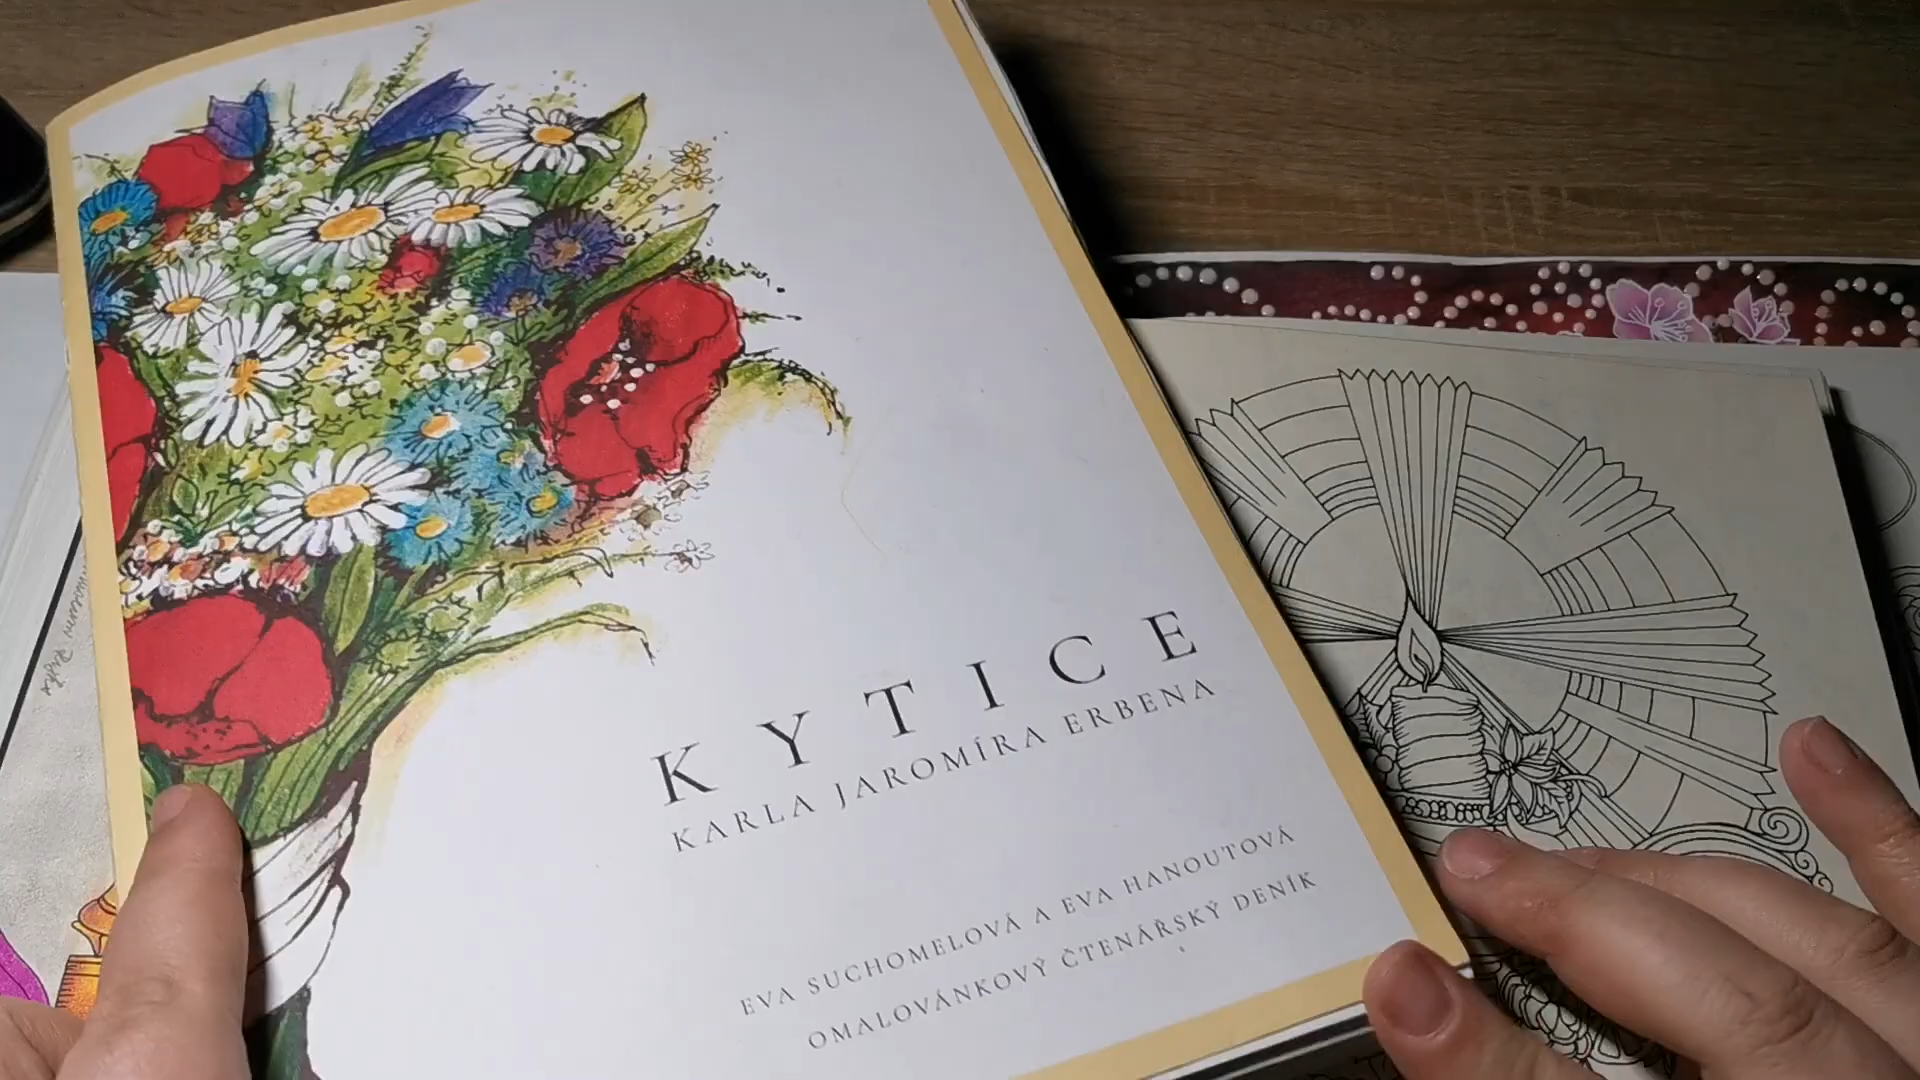 KYTICE
KARLA JAROMÍRA ERBENA
EVA SUCHOMELOVÁ A EVA HANOUTOVÁ
OMALOVÁNKOVÝ ČTENÁŘSKÝ DENÍK